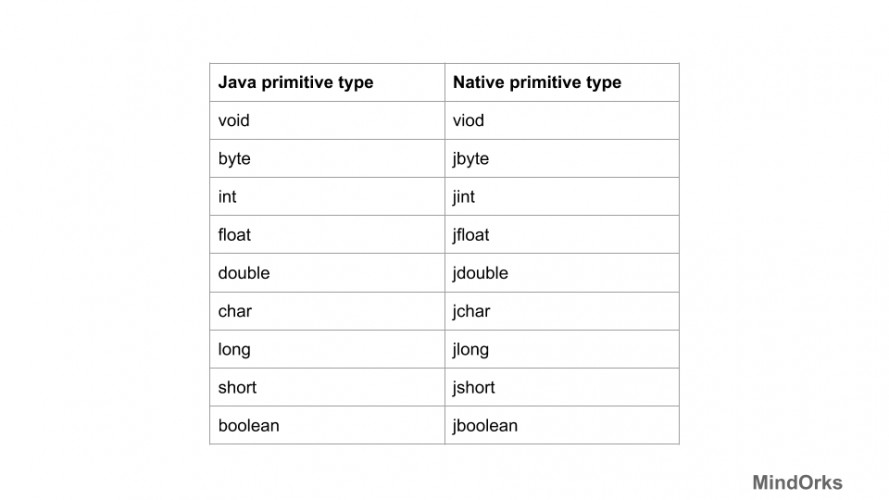 Java primitive type Native primitive type
void viod
byte jbyte
int jint
float jfloat
double jdouble
char jchar
long jlong
short jshort
boolean jboolean
MindOrks